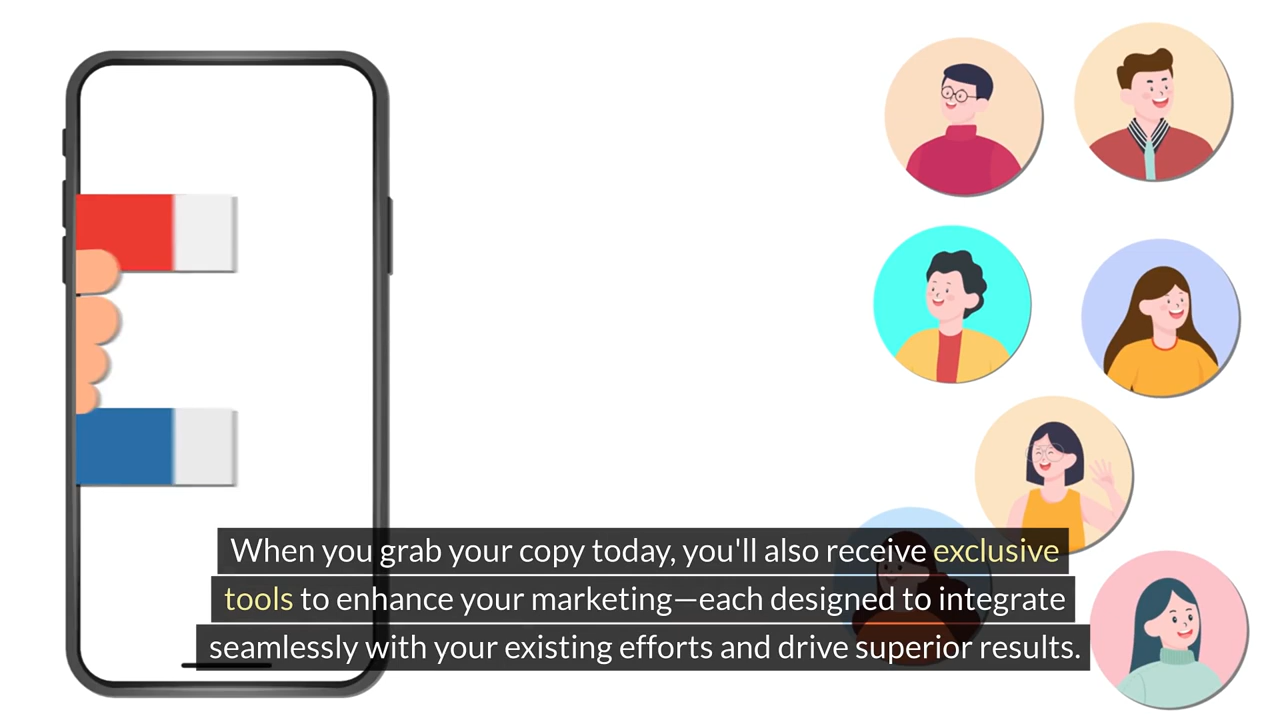 When you grab your copy today, you'll also receive exclusive
tools to enhance your marketing—each designed to integrate
seamlessly with your existing efforts and drive superior results.